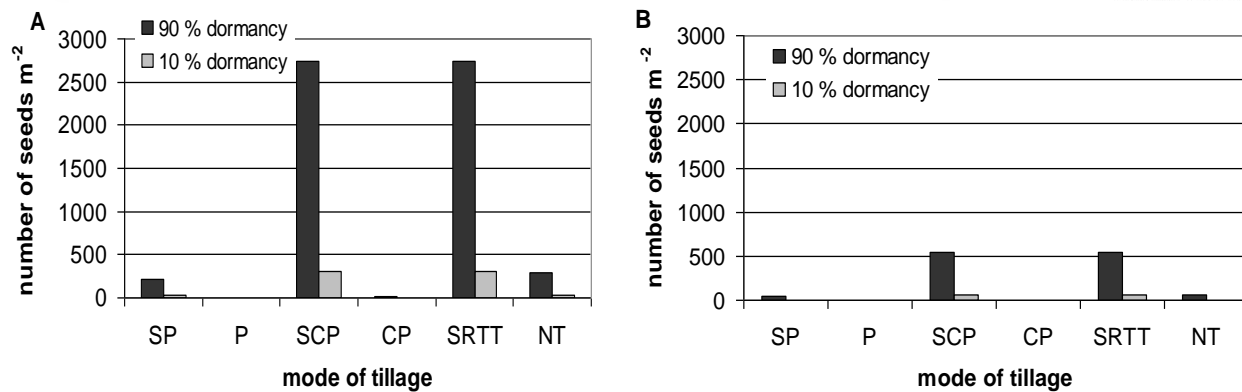 A
90 % dormancy
10 % dormancy
number of seeds m⁻²
3000
2500
2000
1500
1000
500
0
SP P SCP CP SRTT NT
mode of tillage
B
90 % dormancy
10 % dormancy
number of seeds m⁻²
3000
2500
2000
1500
1000
500
0
SP P SCP CP SRTT NT
mode of tillage